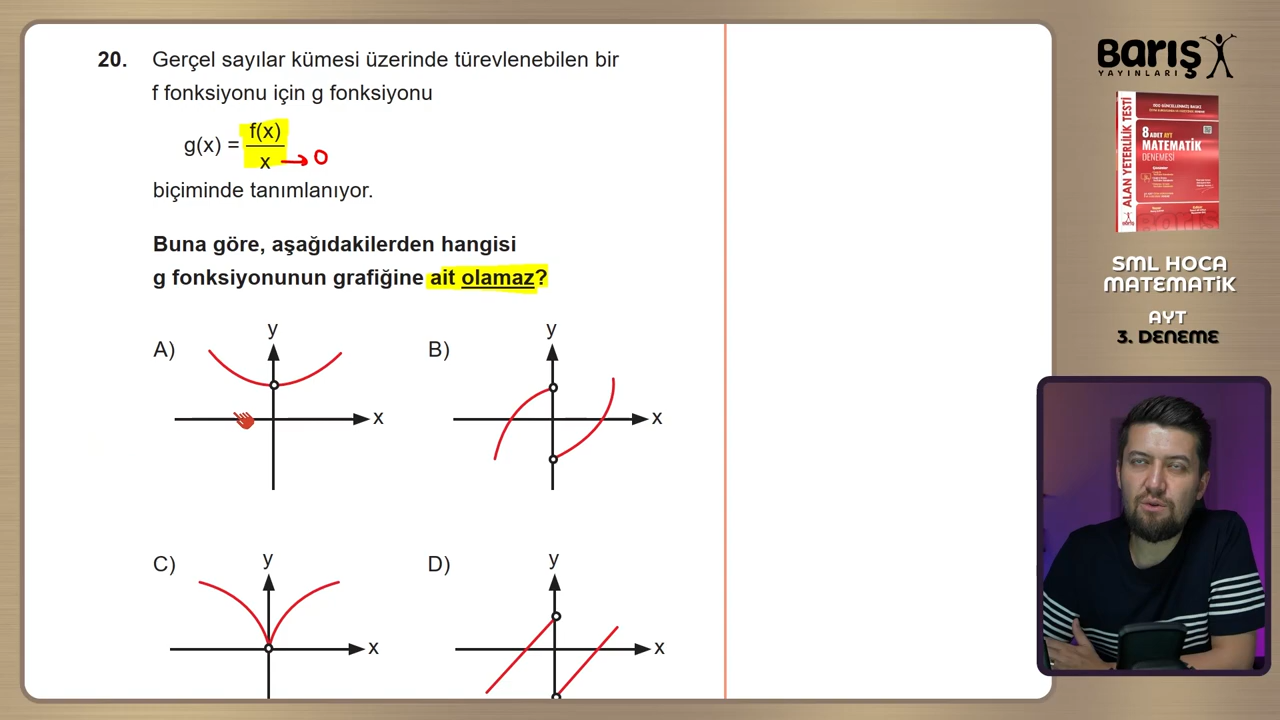 20. Gerçel sayılar kümesi üzerinde türevlenebilen bir
f fonksiyonu için g fonksiyonu
g(x) = f(x)/x → 0
biçiminde tanımlanıyor.
Buna göre, aşağıdakilerden hangisi
g fonksiyonunun grafiğine ait olamaz?
A)
y
x
B)
y
x
C)
y
x
D)
y
x
BARIŞ
YAYINLARI
ALAN YETERLİLİK TESTİ
8 ADET AYT
MATEMATİK
DENEMESİ
SML HOCA
MATEMATİK
AYT
3. DENEME